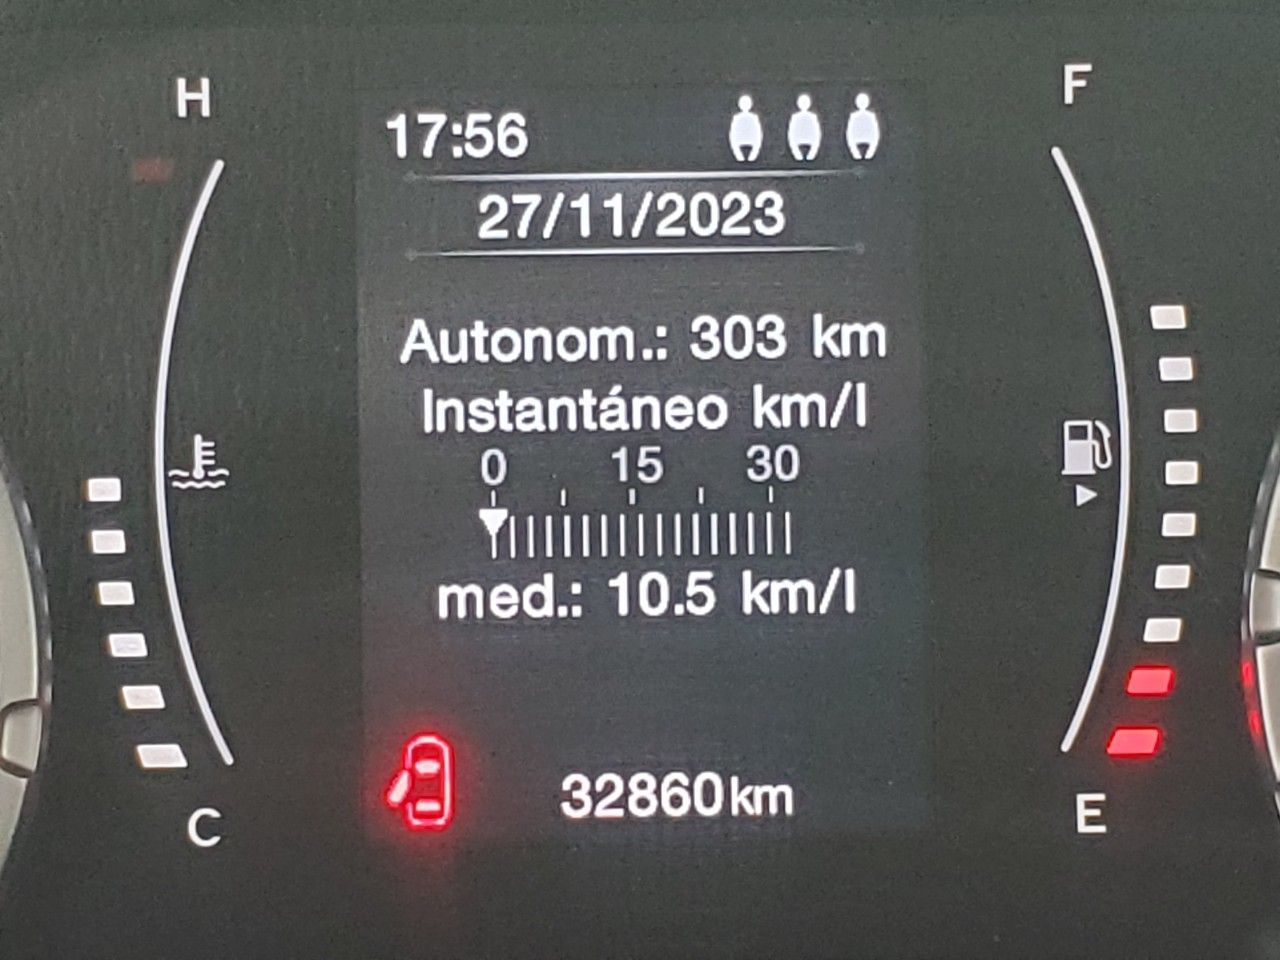 H
F
17:56
27/11/2023
Autonom.: 303 km
Instantáneo km/l
0 15 30
med.: 10.5 km/l
32860km
C
E